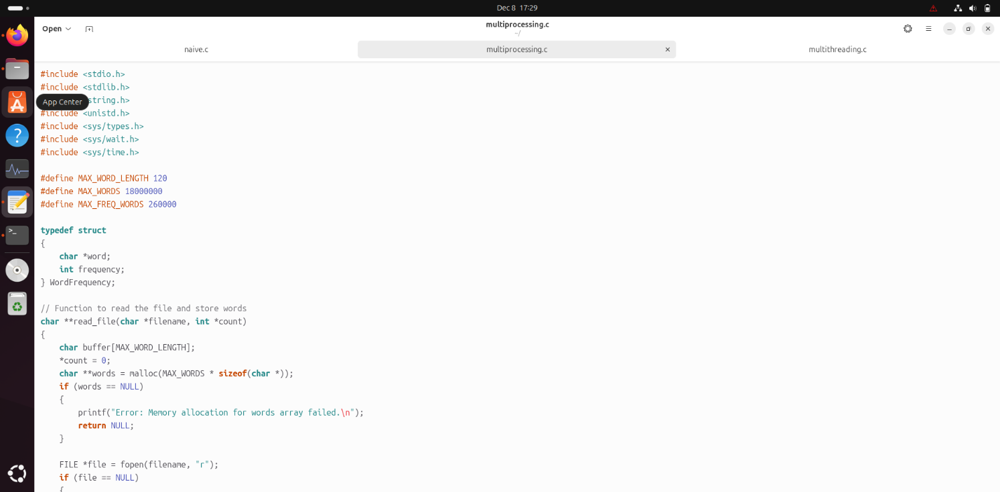 Dec 8 17:29
Open
multiprocessing.c
~/
naive.c
multiprocessing.c
multithreading.c
#include <stdio.h>
#include <stdlib.h>
App Center
string.h>
#include <unistd.h>
#include <sys/types.h>
#include <sys/wait.h>
#include <sys/time.h>
#define MAX_WORD_LENGTH 120
#define MAX_WORDS 18000000
#define MAX_FREQ_WORDS 260000
typedef struct
{
    char *word;
    int frequency;
} WordFrequency;
// Function to read the file and store words
char **read_file(char *filename, int *count)
{
    char buffer[MAX_WORD_LENGTH];
    *count = 0;
    char **words = malloc(MAX_WORDS * sizeof(char *));
    if (words == NULL)
    {
        printf("Error: Memory allocation for words array failed.\n");
        return NULL;
    }
    FILE *file = fopen(filename, "r");
    if (file == NULL)
    {